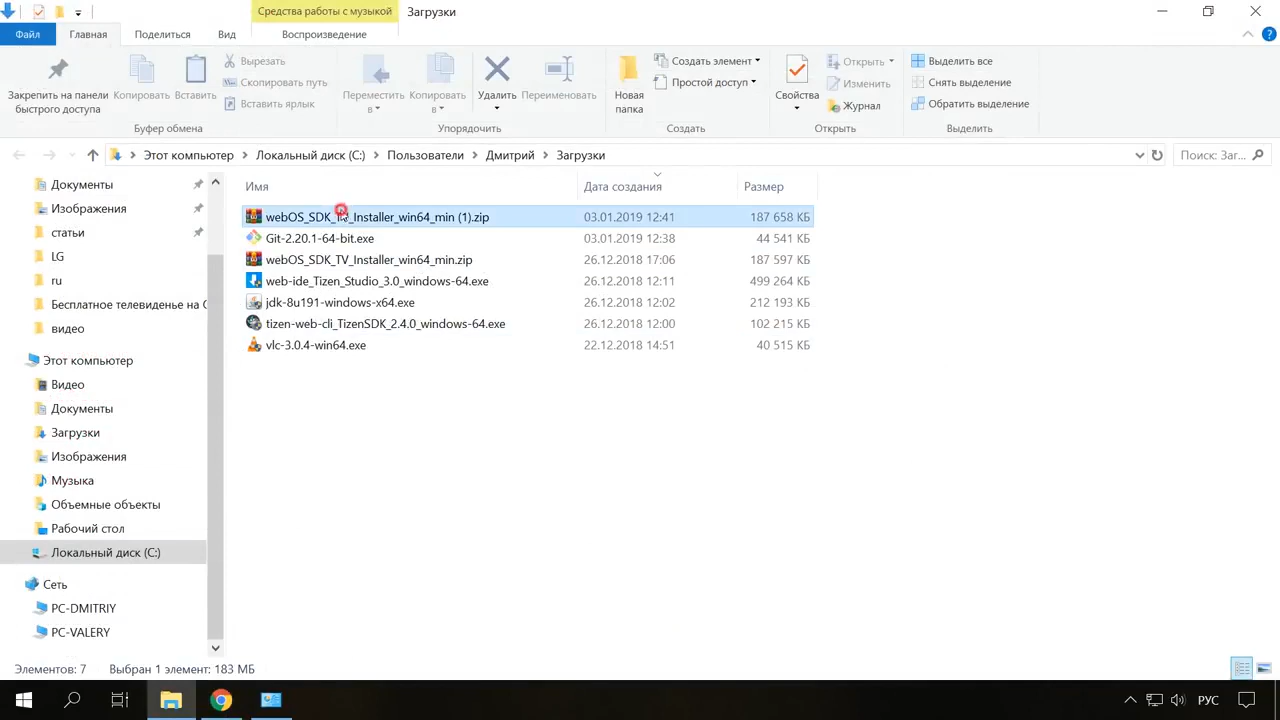 Средства работы с музыкой
Загрузки
Файл
Главная
Поделиться
Вид
Воспроизведение
Закрепить на панели
быстрого доступа
Копировать
Вставить
Вырезать
Скопировать путь
Вставить ярлык
Буфер обмена
Переместить
в
Копировать
в
Удалить
Переименовать
Упорядочить
Новая
папка
Создать элемент
Простой доступ
Создать
Свойства
Открыть
Изменить
Журнал
Открыть
Выделить все
Снять выделение
Обратить выделение
Выделить
Этот компьютер
Локальный диск (C:)
Пользователи
Дмитрий
Загрузки
Поиск: Заг...
Документы
Изображения
статьи
LG
ru
Бесплатное телевиденье на
видео
Этот компьютер
Видео
Документы
Загрузки
Изображения
Музыка
Объемные объекты
Рабочий стол
Локальный диск (C:)
Сеть
PC-DMITRIY
PC-VALERY
Имя Дата создания Размер
webOS_SDK_TV_Installer_win64_min (1).zip 03.01.2019 12:41 187 658 КБ
Git-2.20.1-64-bit.exe 03.01.2019 12:38 44 541 КБ
webOS_SDK_TV_Installer_win64_min.zip 26.12.2018 17:06 187 597 КБ
web-ide_Tizen_Studio_3.0_windows-64.exe 26.12.2018 12:11 499 264 КБ
jdk-8u191-windows-x64.exe 26.12.2018 12:02 212 193 КБ
tizen-web-cli_TizenSDK_2.4.0_windows-64.exe 26.12.2018 12:00 102 215 КБ
vlc-3.0.4-win64.exe 22.12.2018 14:51 40 515 КБ
Элементов: 7 Выбран 1 элемент: 183 МБ
РУС